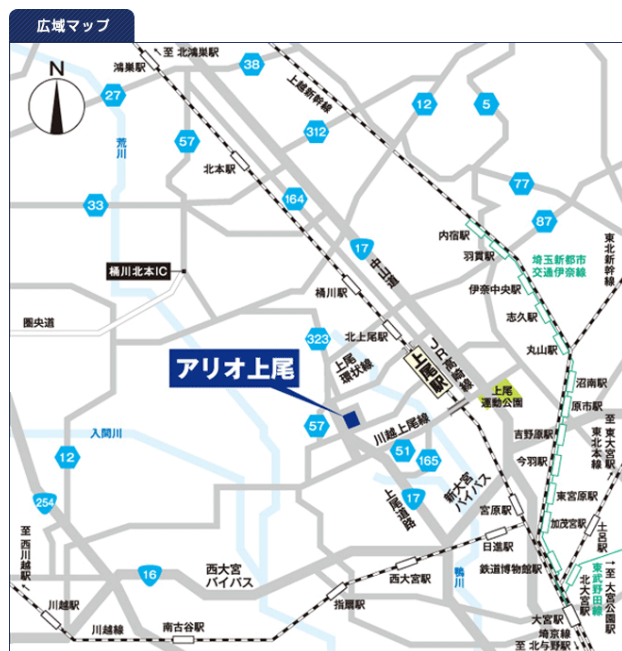 広域マップ
至 北鴻巣駅
鴻巣駅
N
38
上越新幹線
27
12
5
荒川
57
312
北本駅
77
164
33
87
17
中山道
内宿駅
羽貫駅
埼玉新都市
交通伊奈線
東北新幹線
桶川北本IC
伊奈中央駅
桶川駅
志久駅
圏央道
323
北上尾駅
丸山駅
上尾
環状線
JR高崎線
上尾駅
アリオ上尾
沼南駅
上尾
運動公園
原市駅
57
川越上尾線
吉野原駅
入間川
12
51
165
今羽駅
至 東大宮駅
東北本線
254
17
上尾道路
新大宮
バイパス
東宮原駅
宮原駅
加茂宮駅
土呂駅
至 西川越駅
日進駅
16
西大宮
バイパス
西大宮駅
鴨川
鉄道博物館駅
東武野田線
至 大宮公園駅
北大宮駅
指扇駅
川越駅
川越線
南古谷駅
大宮駅
埼京線
至 北与野駅